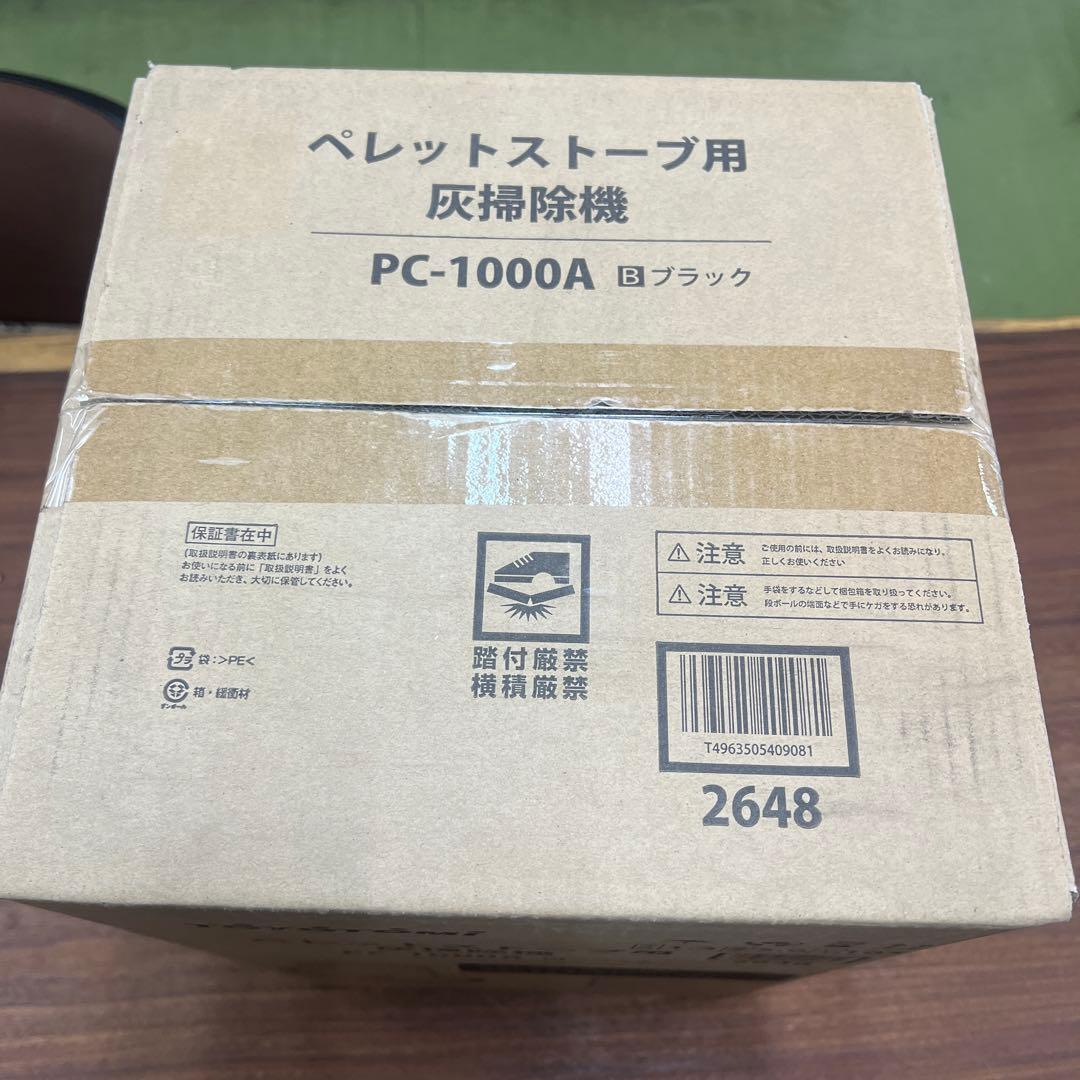 ペレットストーブ用
灰掃除機
PC-1000A B ブラック
保証書在中
(取扱説明書の裏表紙にあります)
お使いになる前に「取扱説明書」をよく
お読みいただき、大切に保管してください。
プラ 袋:>PE<
箱・緩衝材
ダンボール
踏付厳禁
横積厳禁
注意 ご使用の前には、取扱説明書をよくお読みになり、
正しくお使いください
注意 手袋をするなどして梱包箱を取り扱ってください。
段ボールの端面などで手にケガをする恐れがあります。
T4963505409081
2648
TOYOTOMI